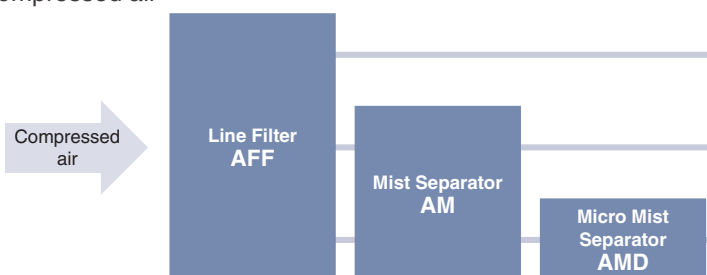 Compressed
air
Line Filter
AFF
Mist Separator
AM
Micro Mist
Separator
AMD